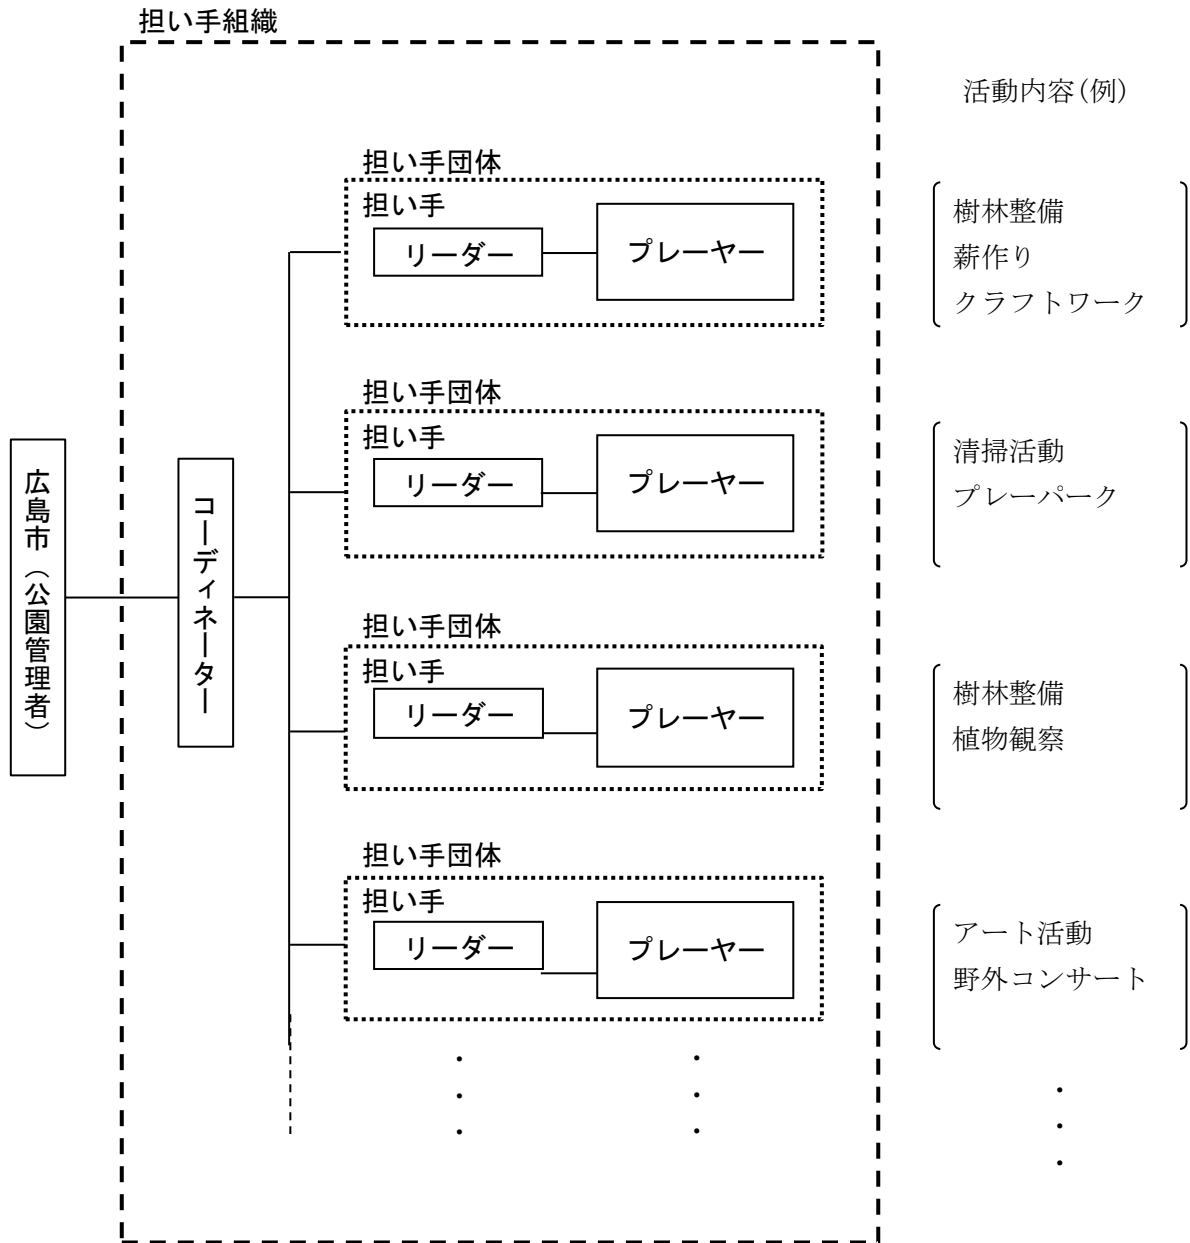 担い手組織
活動内容(例)
担い手団体
担い手
リーダー
プレーヤー
樹林整備
薪作り
クラフトワーク
担い手団体
担い手
リーダー
プレーヤー
清掃活動
プレーパーク
広島市（公園管理者）
コーディネーター
担い手団体
担い手
リーダー
プレーヤー
樹林整備
植物観察
担い手団体
担い手
リーダー
プレーヤー
アート活動
野外コンサート